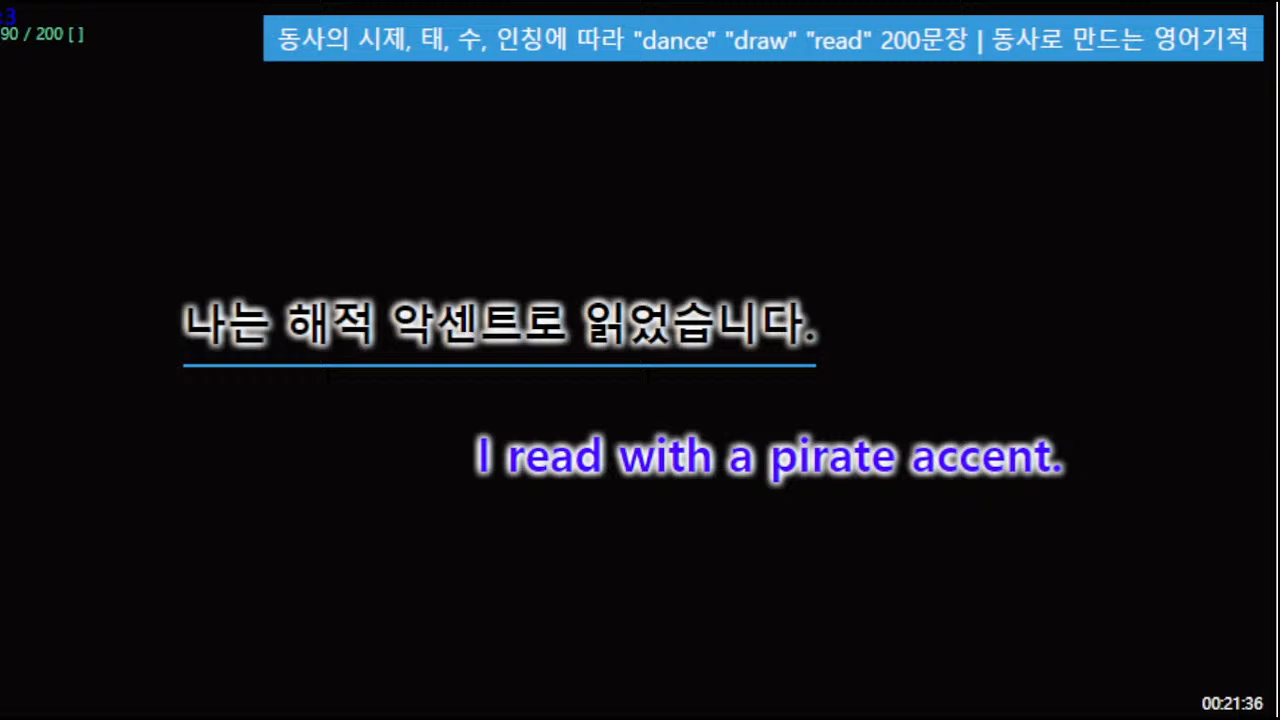 :3
90 / 200 [ ]
동사의 시제, 태, 수, 인칭에 따라 "dance" "draw" "read" 200문장 | 동사로 만드는 영어기적
나는 해적 악센트로 읽었습니다.
I read with a pirate accent.
00:21:36